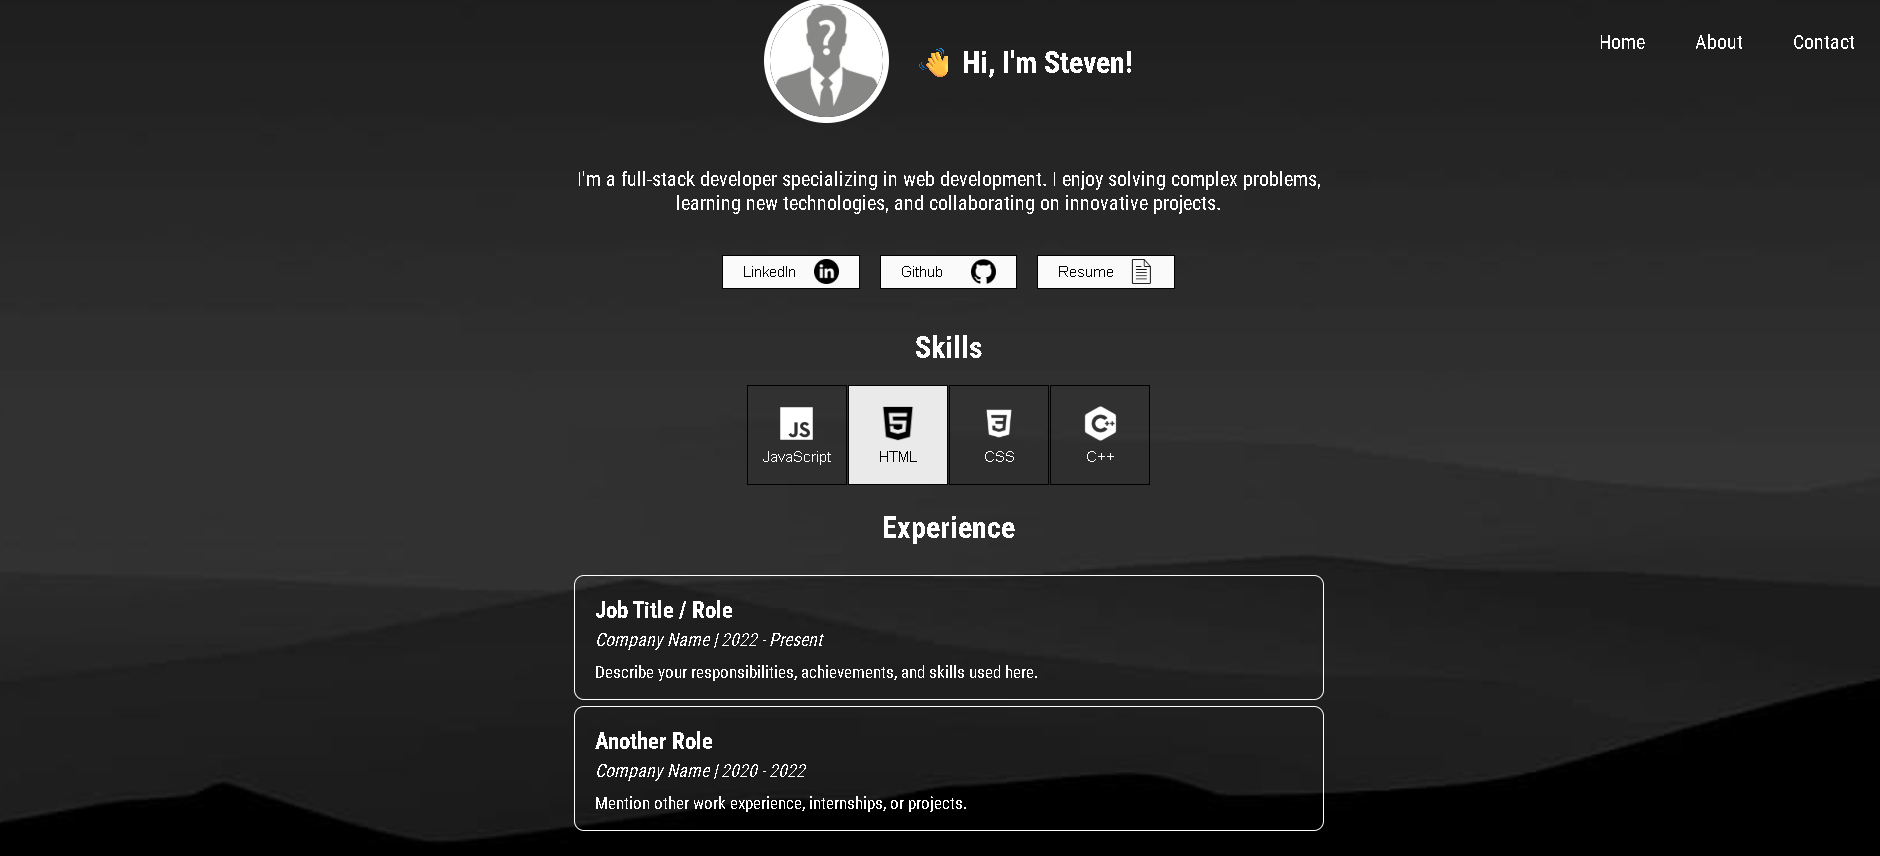 Home About Contact
👋 Hi, I'm Steven!
I'm a full-stack developer specializing in web development. I enjoy solving complex problems,
learning new technologies, and collaborating on innovative projects.
LinkedIn in Github Resume
Skills
JS 5 3 C++
JavaScript HTML CSS C++
Experience
Job Title / Role
Company Name | 2022 - Present
Describe your responsibilities, achievements, and skills used here.
Another Role
Company Name | 2020 - 2022
Mention other work experience, internships, or projects.